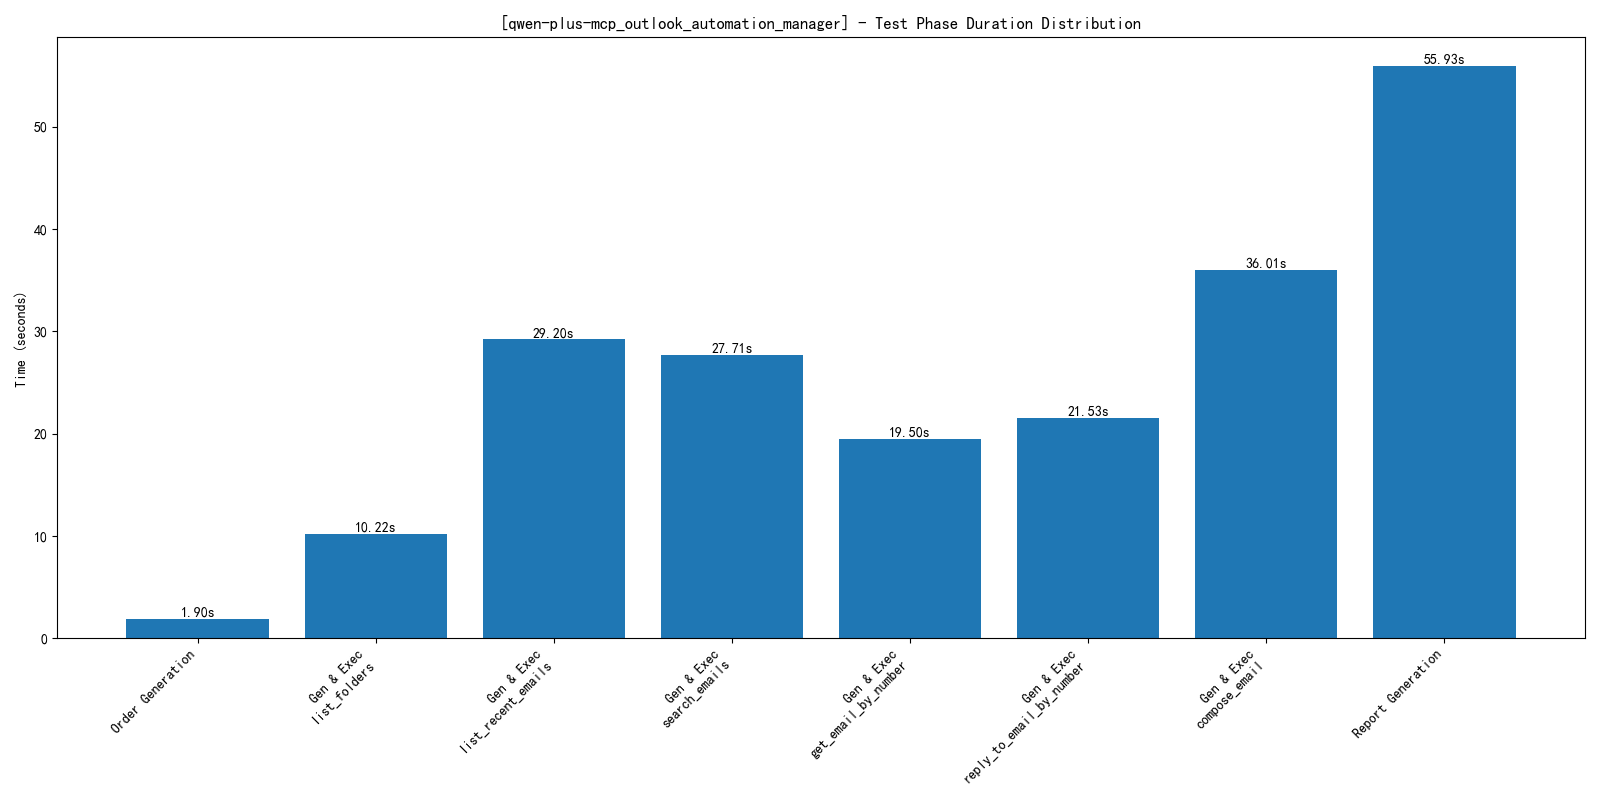 [qwen-plus-mcp_outlook_automation_manager] - Test Phase Duration Distribution
Time (seconds)
50
40
30
20
10
0
1.90s
10.22s
29.20s
27.71s
19.50s
21.53s
36.01s
55.93s
Order Generation
Gen & Exec
list_folders
Gen & Exec
list_recent_emails
Gen & Exec
search_emails
Gen & Exec
get_email_by_number
Gen & Exec
reply_to_email_by_number
Gen & Exec
compose_email
Report Generation